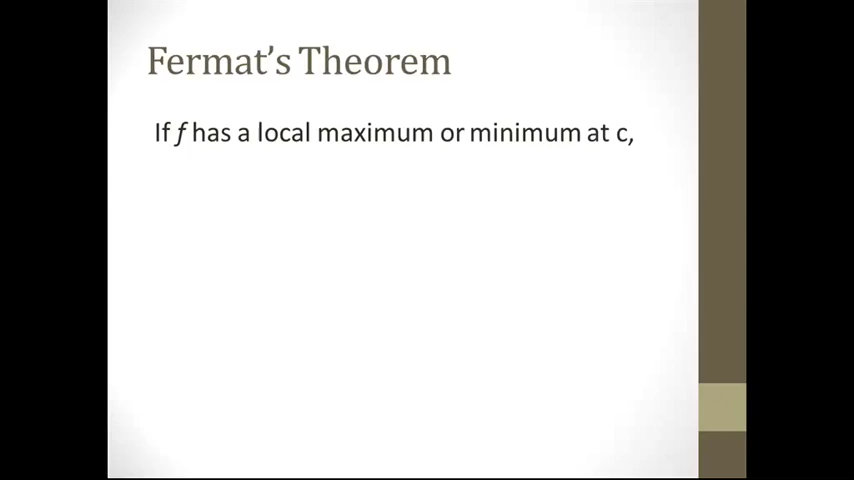 Fermat’s Theorem
If f has a local maximum or minimum at c,